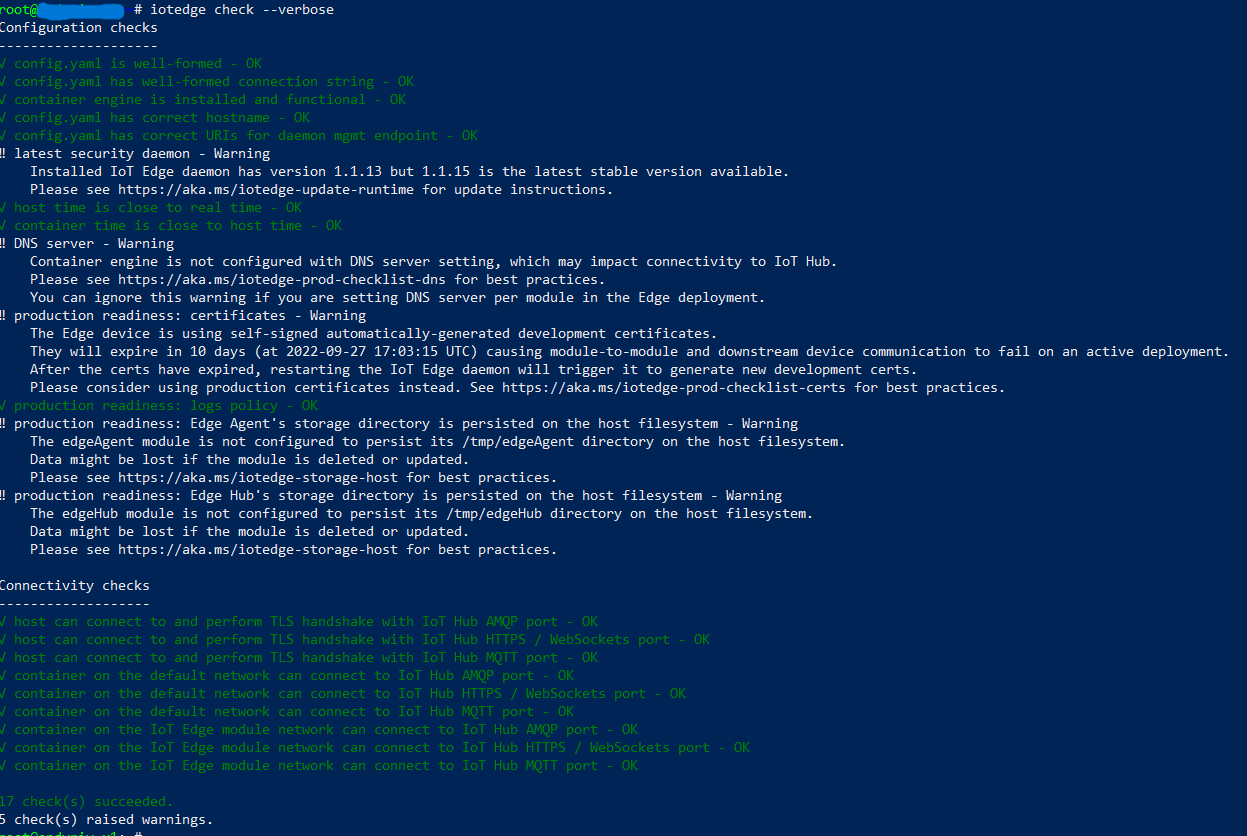 root@ # iotedge check --verbose
Configuration checks
--------------------
√ config.yaml is well-formed - OK
√ config.yaml has well-formed connection string - OK
√ container engine is installed and functional - OK
√ config.yaml has correct hostname - OK
√ config.yaml has correct URIs for daemon mgmt endpoint - OK
‼ latest security daemon - Warning
    Installed IoT Edge daemon has version 1.1.13 but 1.1.15 is the latest stable version available.
    Please see https://aka.ms/iotedge-update-runtime for update instructions.
√ host time is close to real time - OK
√ container time is close to host time - OK
‼ DNS server - Warning
    Container engine is not configured with DNS server setting, which may impact connectivity to IoT Hub.
    Please see https://aka.ms/iotedge-prod-checklist-dns for best practices.
    You can ignore this warning if you are setting DNS server per module in the Edge deployment.
‼ production readiness: certificates - Warning
    The Edge device is using self-signed automatically-generated development certificates.
    They will expire in 10 days (at 2022-09-27 17:03:15 UTC) causing module-to-module and downstream device communication to fail on an active deployment.
    After the certs have expired, restarting the IoT Edge daemon will trigger it to generate new development certs.
    Please consider using production certificates instead. See https://aka.ms/iotedge-prod-checklist-certs for best practices.
√ production readiness: logs policy - OK
‼ production readiness: Edge Agent's storage directory is persisted on the host filesystem - Warning
    The edgeAgent module is not configured to persist its /tmp/edgeAgent directory on the host filesystem.
    Data might be lost if the module is deleted or updated.
    Please see https://aka.ms/iotedge-storage-host for best practices.
‼ production readiness: Edge Hub's storage directory is persisted on the host filesystem - Warning
    The edgeHub module is not configured to persist its /tmp/edgeHub directory on the host filesystem.
    Data might be lost if the module is deleted or updated.
    Please see https://aka.ms/iotedge-storage-host for best practices.

Connectivity checks
-------------------
√ host can connect to and perform TLS handshake with IoT Hub AMQP port - OK
√ host can connect to and perform TLS handshake with IoT Hub HTTPS / WebSockets port - OK
√ host can connect to and perform TLS handshake with IoT Hub MQTT port - OK
√ container on the default network can connect to IoT Hub AMQP port - OK
√ container on the default network can connect to IoT Hub HTTPS / WebSockets port - OK
√ container on the default network can connect to IoT Hub MQTT port - OK
√ container on the IoT Edge module network can connect to IoT Hub AMQP port - OK
√ container on the IoT Edge module network can connect to IoT Hub HTTPS / WebSockets port - OK
√ container on the IoT Edge module network can connect to IoT Hub MQTT port - OK

17 check(s) succeeded.
5 check(s) raised warnings.